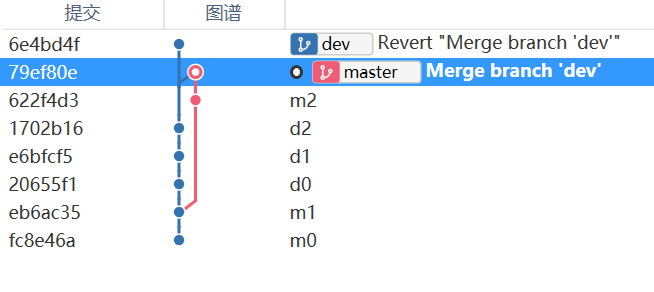 提交 图谱
6e4bd4f dev Revert "Merge branch 'dev'"
79ef80e master Merge branch 'dev'
622f4d3 m2
1702b16 d2
e6bfcf5 d1
20655f1 d0
eb6ac35 m1
fc8e46a m0